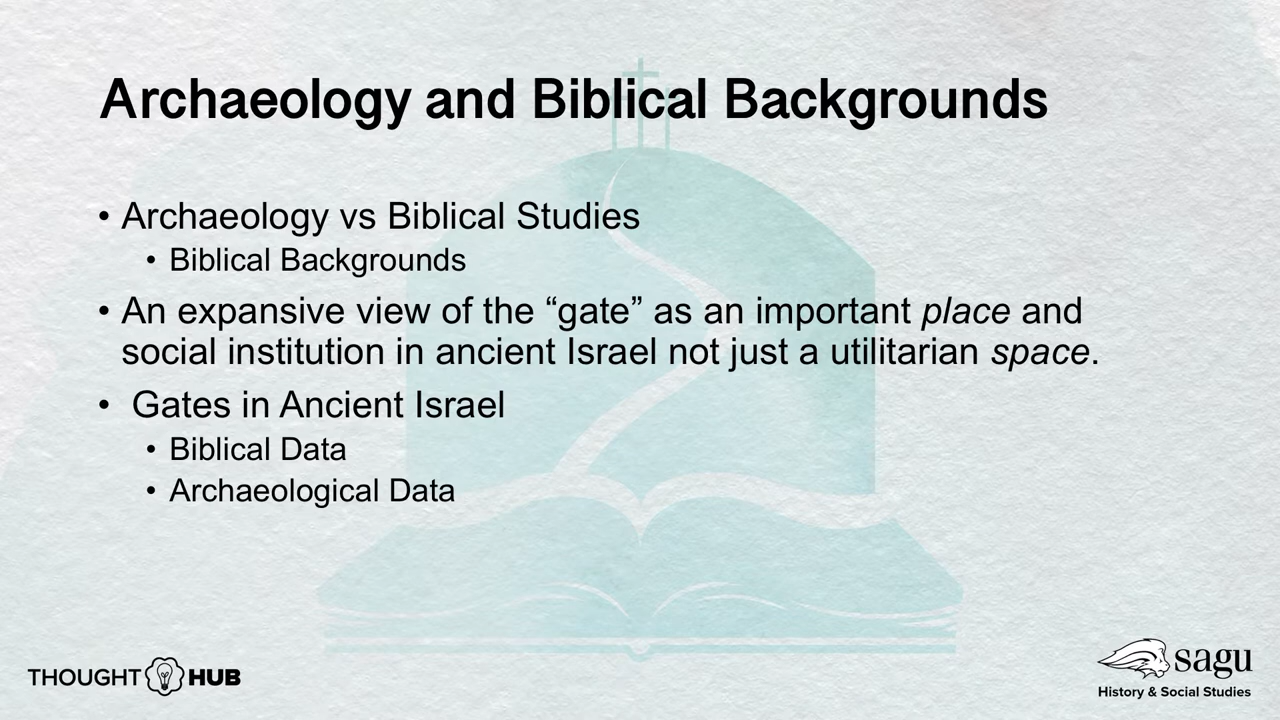 Archaeology and Biblical Backgrounds
• Archaeology vs Biblical Studies
• Biblical Backgrounds
• An expansive view of the “gate” as an important place and
social institution in ancient Israel not just a utilitarian space.
• Gates in Ancient Israel
• Biblical Data
• Archaeological Data
THOUGHT HUB
sagu
History & Social Studies